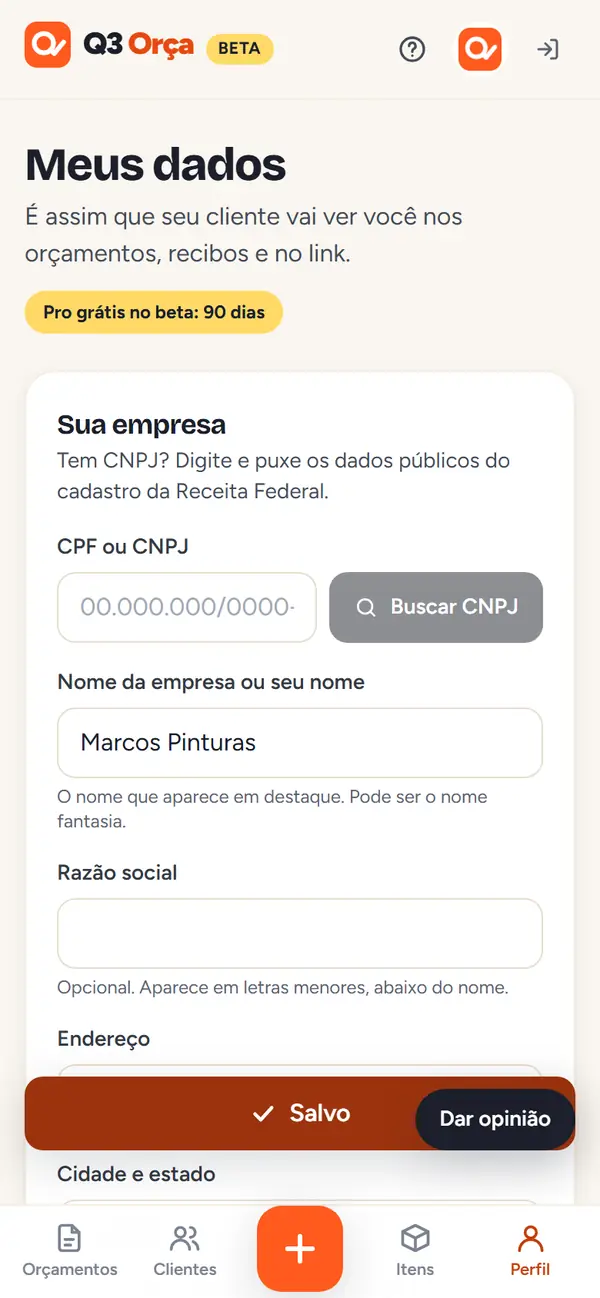 Q3 Orça BETA
Meus dados
É assim que seu cliente vai ver você nos
orçamentos, recibos e no link.
Pro grátis no beta: 90 dias
Sua empresa
Tem CNPJ? Digite e puxe os dados públicos do
cadastro da Receita Federal.
CPF ou CNPJ
00.000.000/0000-
Buscar CNPJ
Nome da empresa ou seu nome
Marcos Pinturas
O nome que aparece em destaque. Pode ser o nome
fantasia.
Razão social
Opcional. Aparece em letras menores, abaixo do nome.
Endereço
Salvo
Dar opinião
Cidade e estado
Orçamentos
Clientes
Itens
Perfil